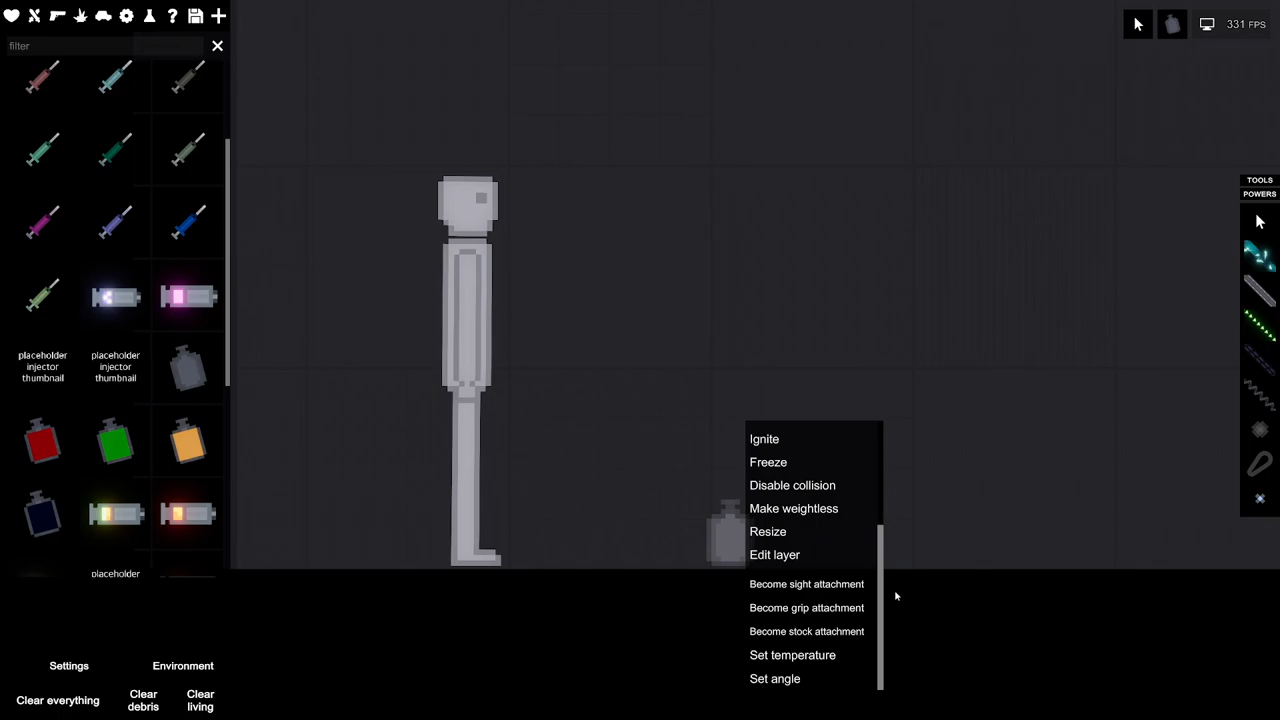 331 FPS
filter
TOOLS
POWERS
placeholder
injector
thumbnail
placeholder
injector
thumbnail
placeholder
Ignite
Freeze
Disable collision
Make weightless
Resize
Edit layer
Become sight attachment
Become grip attachment
Become stock attachment
Set temperature
Set angle
Settings
Environment
Clear everything
Clear
debris
Clear
living